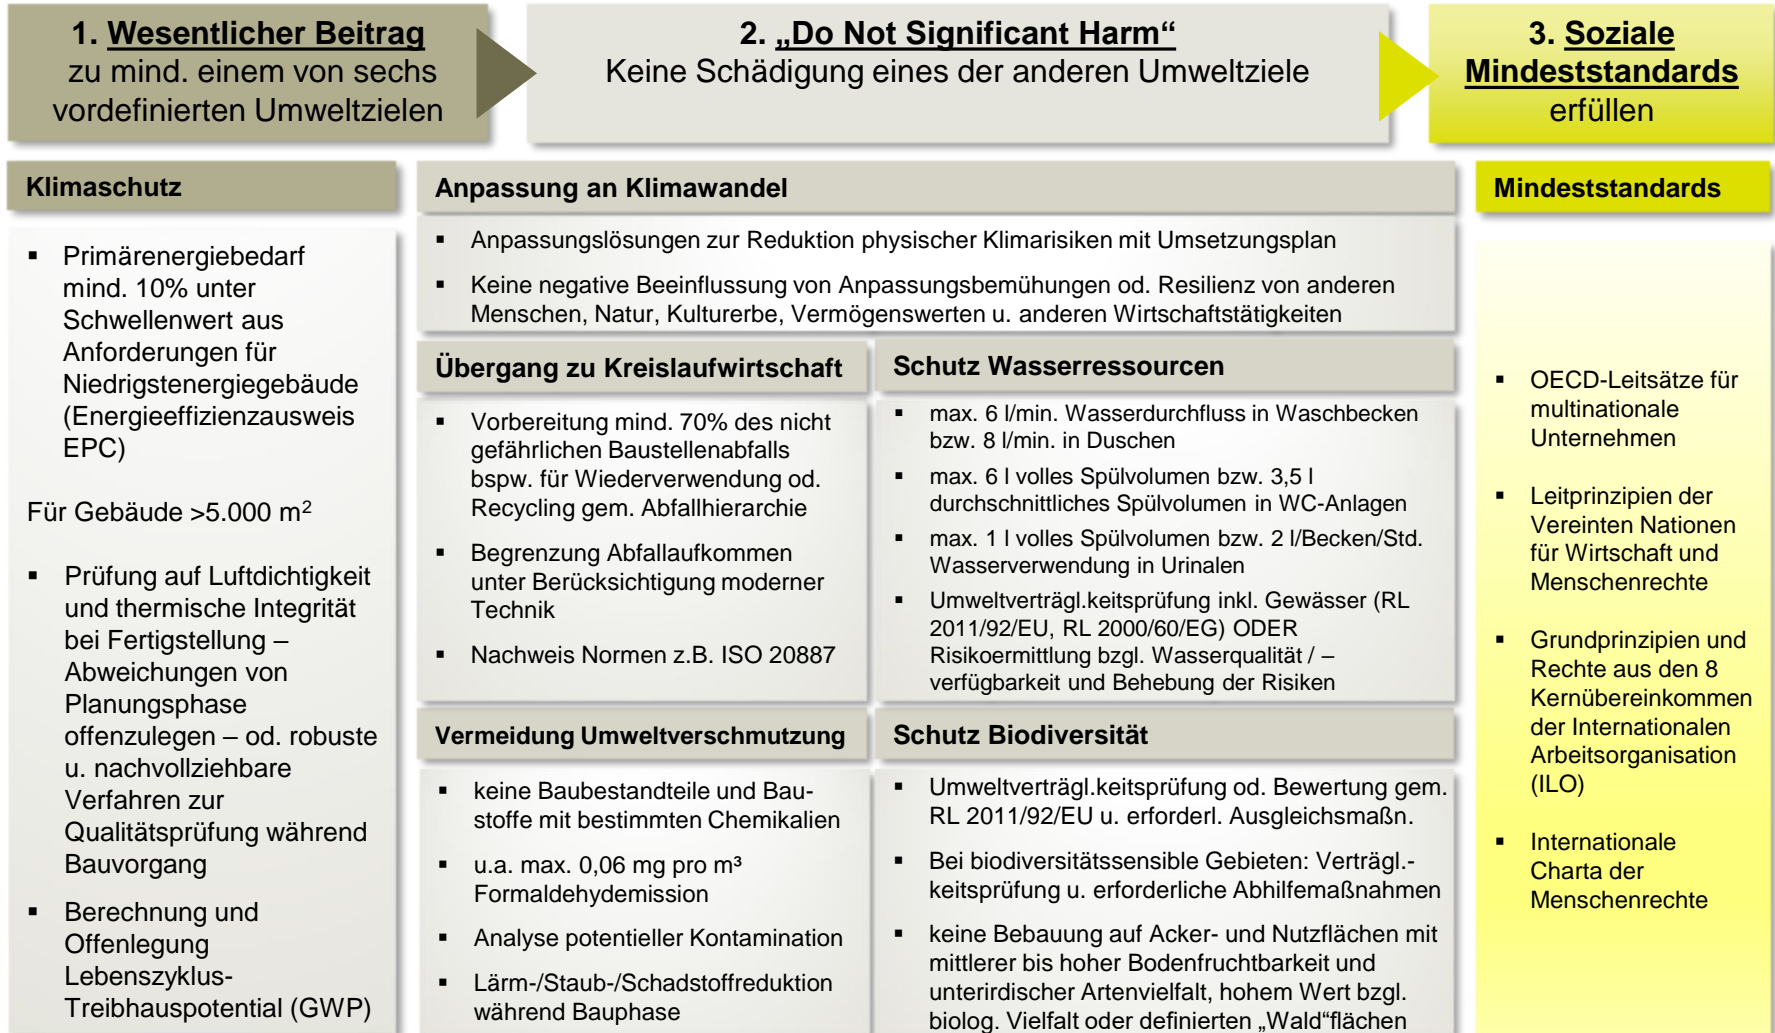 1. Wesentlicher Beitrag
zu mind. einem von sechs
vordefinierten Umweltzielen
2. „Do Not Significant Harm“
Keine Schädigung eines der anderen Umweltziele
3. Soziale
Mindeststandards
erfüllen
Klimaschutz
▪ Primärenergiebedarf
mind. 10% unter
Schwellenwert aus
Anforderungen für
Niedrigstenergiegebäude
(Energieeffizienzausweis
EPC)
Für Gebäude >5.000 m²
▪ Prüfung auf Luftdichtigkeit
und thermische Integrität
bei Fertigstellung –
Abweichungen von
Planungsphase
offenzulegen – od. robuste
u. nachvollziehbare
Verfahren zur
Qualitätsprüfung während
Bauvorgang
▪ Berechnung und
Offenlegung
Lebenszyklus-
Treibhauspotential (GWP)
Anpassung an Klimawandel
▪ Anpassungslösungen zur Reduktion physischer Klimarisiken mit Umsetzungsplan
▪ Keine negative Beeinflussung von Anpassungsbemühungen od. Resilienz von anderen
Menschen, Natur, Kulturerbe, Vermögenswerten u. anderen Wirtschaftstätigkeiten
Übergang zu Kreislaufwirtschaft
▪ Vorbereitung mind. 70% des nicht
gefährlichen Baustellenabfalls
bspw. für Wiederverwendung od.
Recycling gem. Abfallhierarchie
▪ Begrenzung Abfallaufkommen
unter Berücksichtigung moderner
Technik
▪ Nachweis Normen z.B. ISO 20887
Schutz Wasserressourcen
▪ max. 6 l/min. Wasserdurchfluss in Waschbecken
bzw. 8 l/min. in Duschen
▪ max. 6 l volles Spülvolumen bzw. 3,5 l
durchschnittliches Spülvolumen in WC-Anlagen
▪ max. 1 l volles Spülvolumen bzw. 2 l/Becken/Std.
Wasserverwendung in Urinalen
▪ Umweltverträgl.keitsprüfung inkl. Gewässer (RL
2011/92/EU, RL 2000/60/EG) ODER
Risikoermittlung bzgl. Wasserqualität / –
verfügbarkeit und Behebung der Risiken
Vermeidung Umweltverschmutzung
▪ keine Baubestandteile und Bau-
stoffe mit bestimmten Chemikalien
▪ u.a. max. 0,06 mg pro m³
Formaldehydemission
▪ Analyse potentieller Kontamination
▪ Lärm-/Staub-/Schadstoffreduktion
während Bauphase
Schutz Biodiversität
▪ Umweltverträgl.keitsprüfung od. Bewertung gem.
RL 2011/92/EU u. erforderl. Ausgleichsmaßn.
▪ Bei biodiversitätssensible Gebieten: Verträgl.-
keitsprüfung u. erforderliche Abhilfemaßnahmen
▪ keine Bebauung auf Acker- und Nutzflächen mit
mittlerer bis hoher Bodenfruchtbarkeit und
unterirdischer Artenvielfalt, hohem Wert bzgl.
biolog. Vielfalt oder definierten „Wald“flächen
Mindeststandards
▪ OECD-Leitsätze für
multinationale
Unternehmen
▪ Leitprinzipien der
Vereinten Nationen
für Wirtschaft und
Menschenrechte
▪ Grundprinzipien und
Rechte aus den 8
Kernübereinkommen
der Internationalen
Arbeitsorganisation
(ILO)
▪ Internationale
Charta der
Menschenrechte